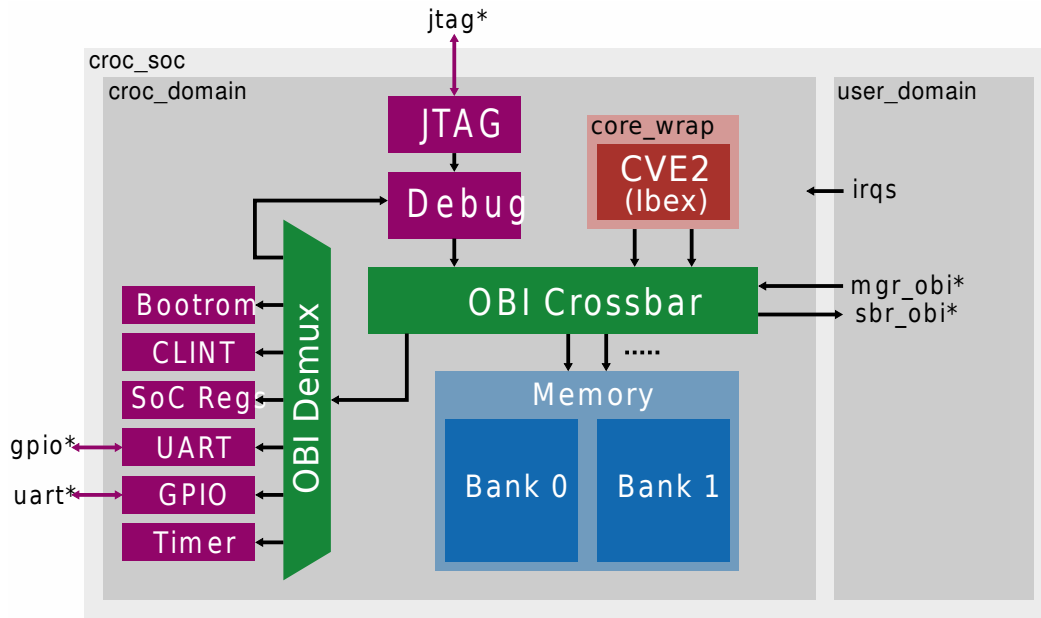 jtag*
croc_soc
croc_domain
user_domain
JTAG
core_wrap
CVE2
(Ibex)
Debug
irqs
OBI Crossbar
mgr_obi*
sbr_obi*
OBI Demux
Bootrom
CLINT
SoC Regs
UART
GPIO
Timer
gpio*
uart*
.....
Memory
Bank 0
Bank 1